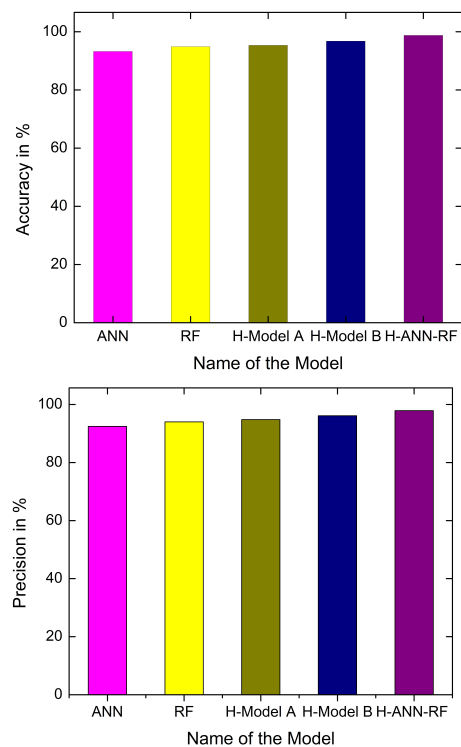 100
80
60
40
20
0
Accuracy in %
ANN RF H-Model A H-Model B H-ANN-RF
Name of the Model
100
80
60
40
20
0
Precision in %
ANN RF H-Model A H-Model B H-ANN-RF
Name of the Model